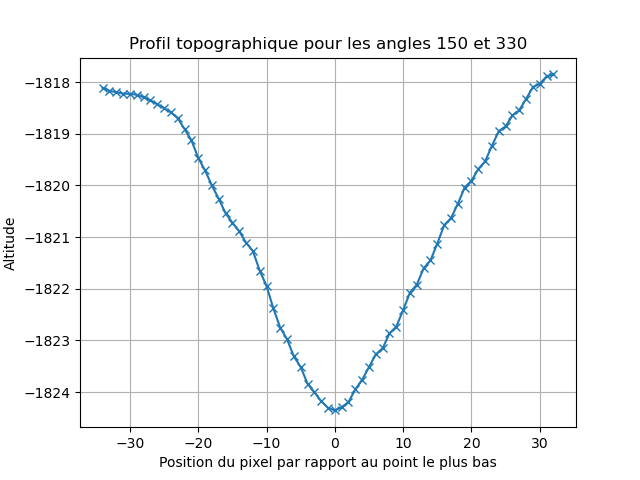 Profil topographique pour les angles 150 et 330
−1818
−1819
−1820
−1821
−1822
−1823
−1824
Altitude
−30 −20 −10 0 10 20 30
Position du pixel par rapport au point le plus bas